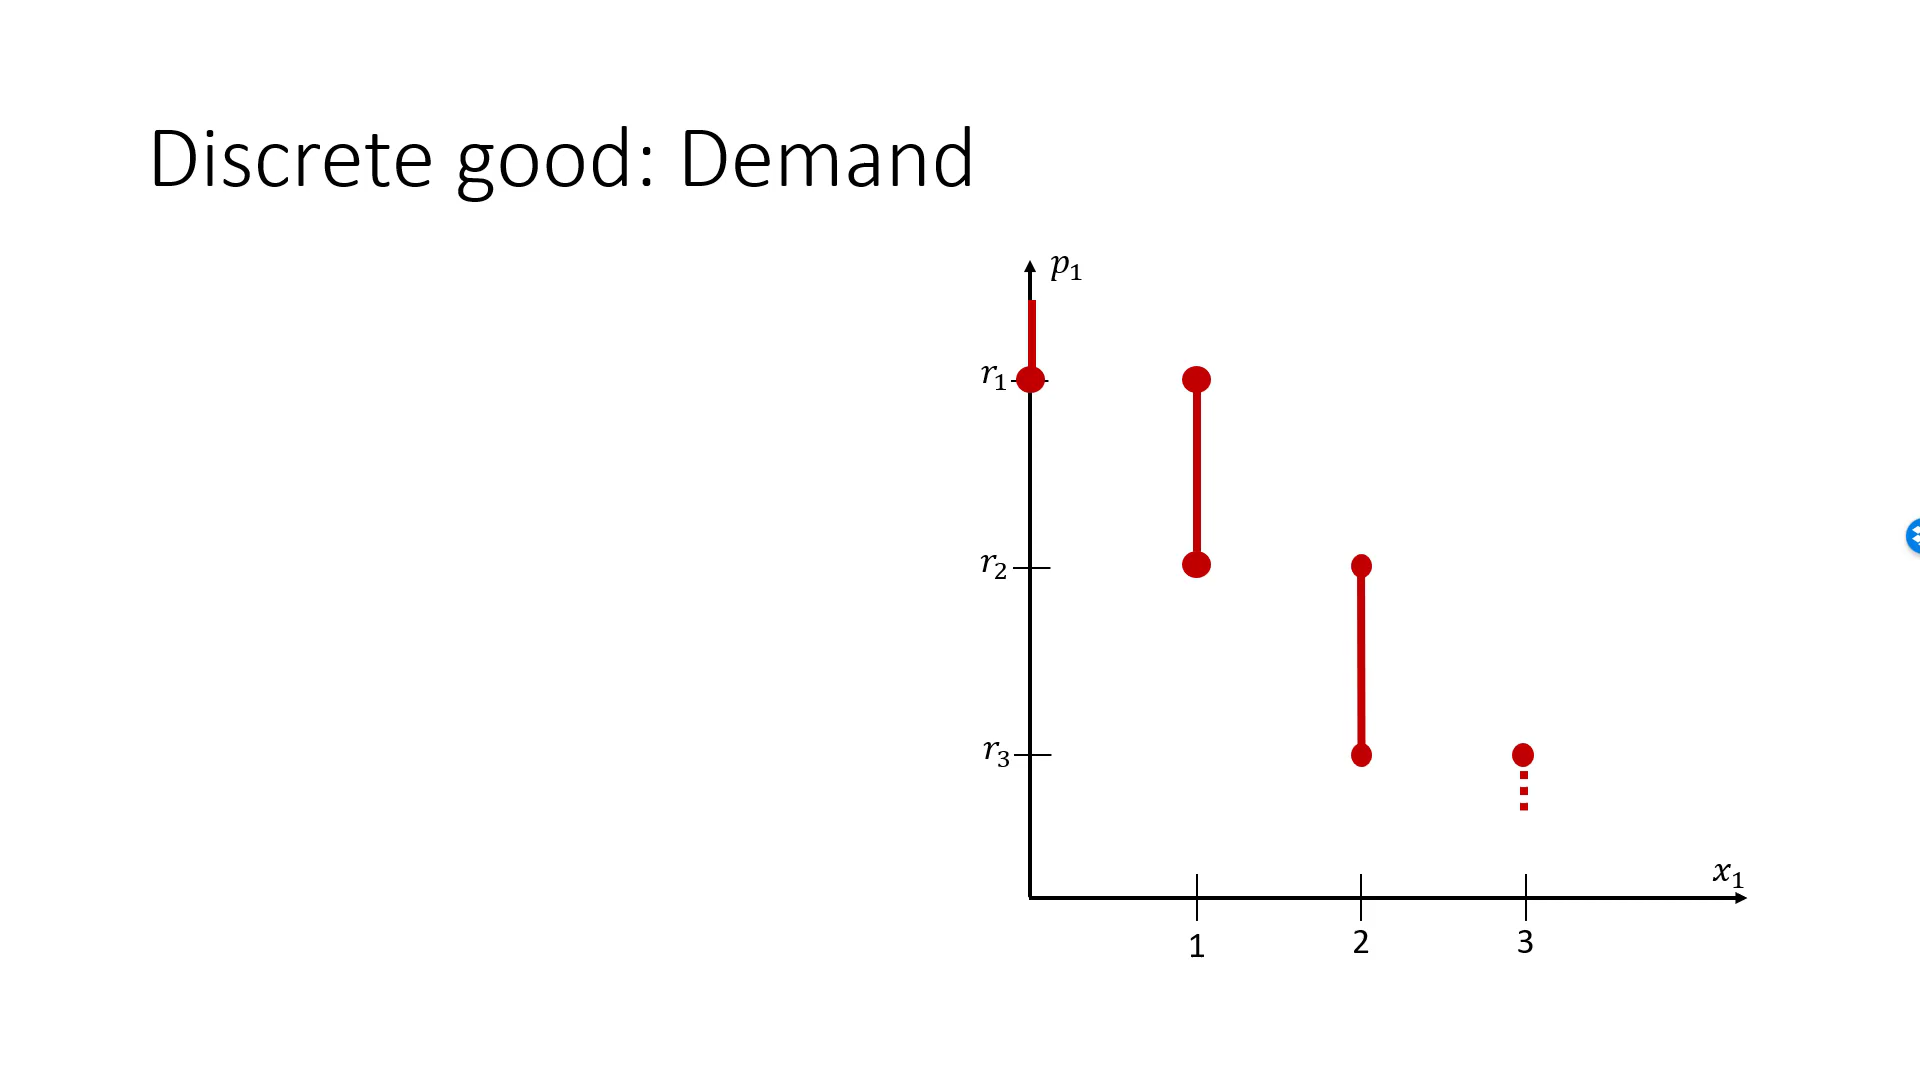 Discrete good: Demand
p₁
r₁
r₂
r₃
x₁
1
2
3